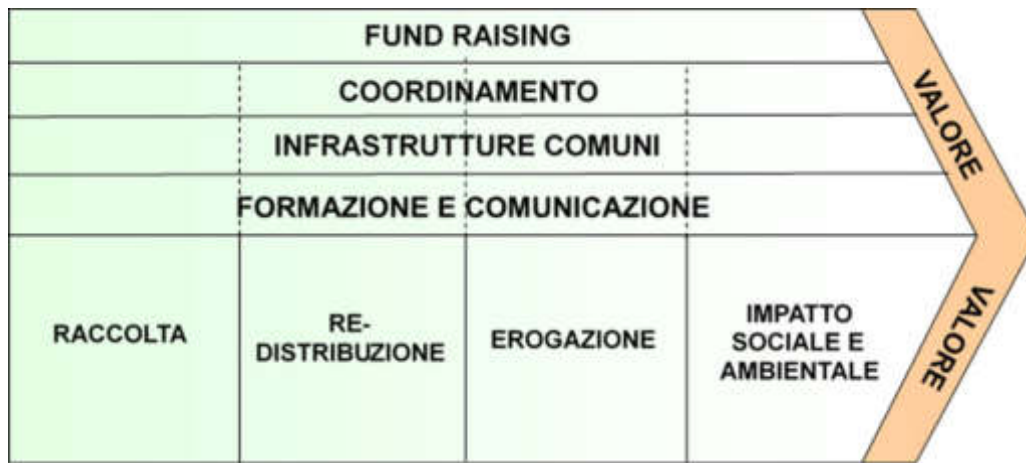 FUND RAISING
COORDINAMENTO
INFRASTRUTTURE COMUNI
FORMAZIONE E COMUNICAZIONE
VALORE
RACCOLTA
RE-
DISTRIBUZIONE
EROGAZIONE
IMPATTO
SOCIALE E
AMBIENTALE
VALORE